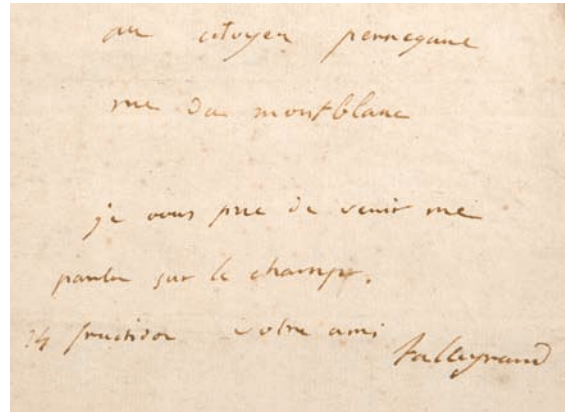 au citoyen perregaux
rue du montblanc
je vous prie de venir me
parler sur le champ.
24 fructidor votre ami
talleyrand